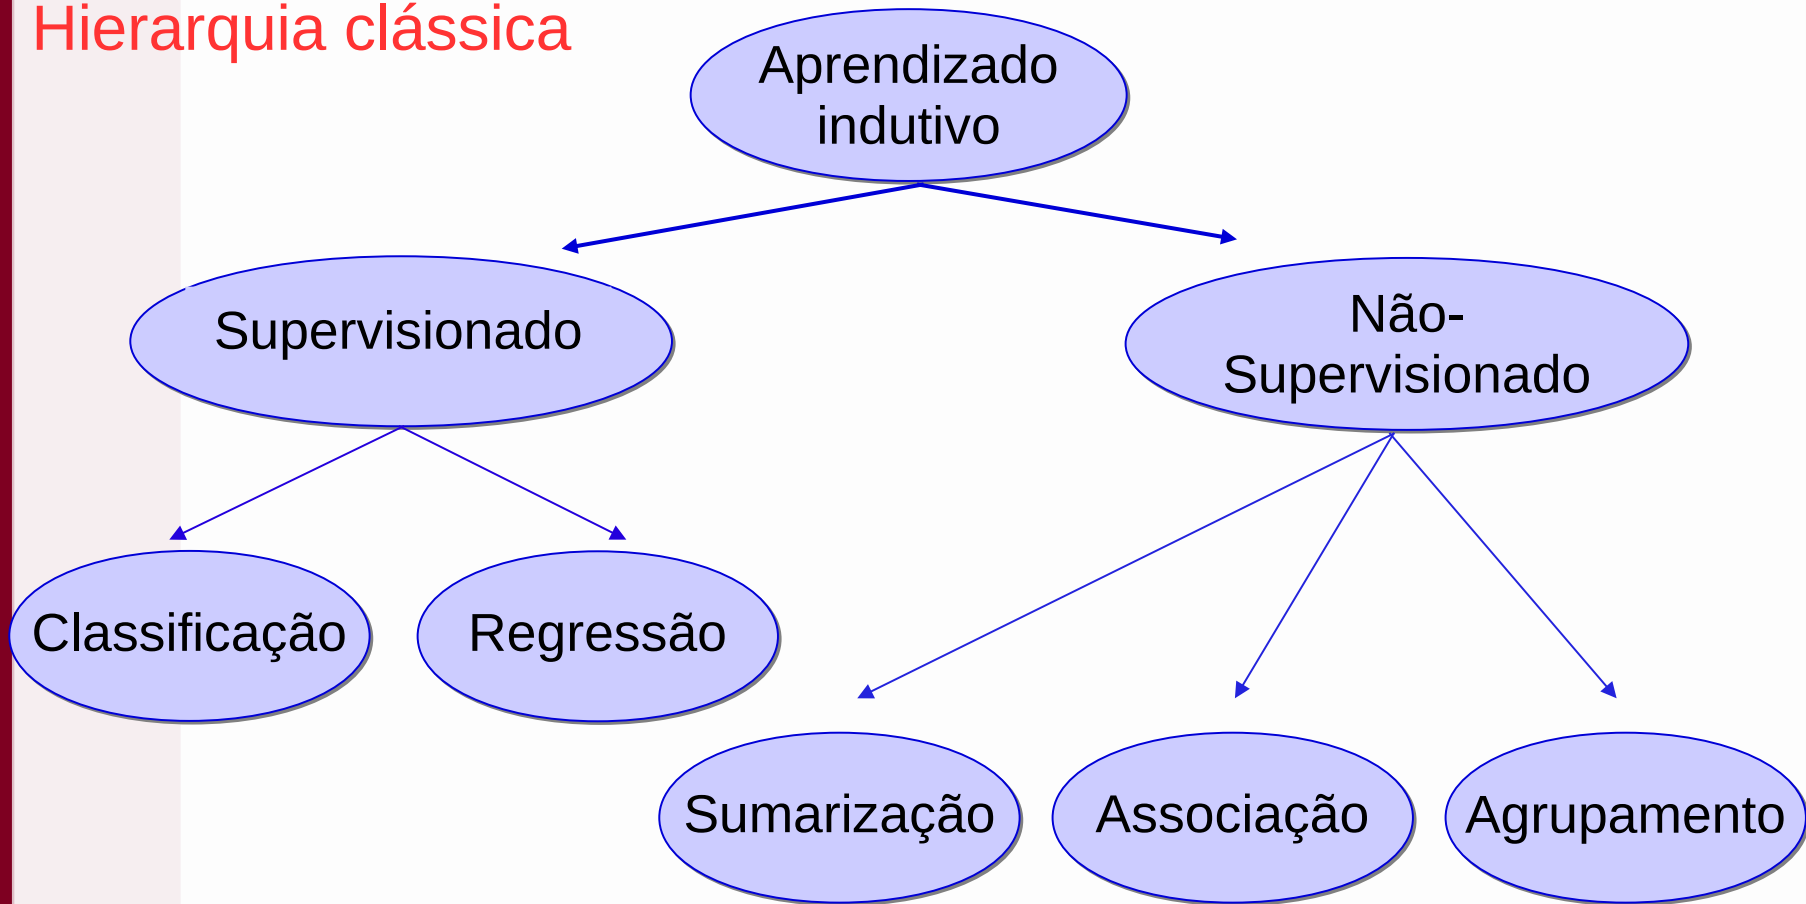 Hierarquia clássica
Aprendizado
indutivo
Supervisionado
Não-
Supervisionado
Classificação
Regressão
Sumarização
Associação
Agrupamento